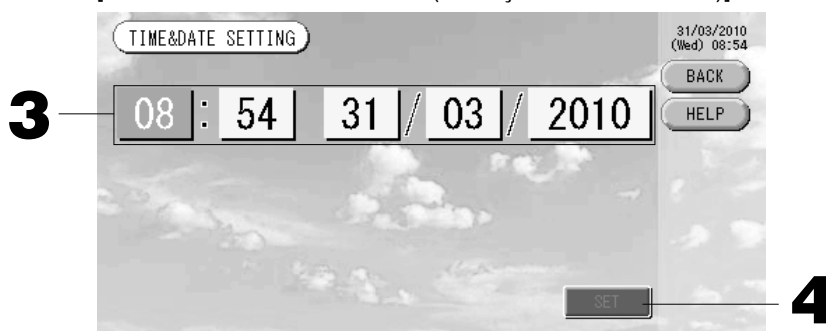 TIME&DATE SETTING
31/03/2010
(Wed) 08:54
BACK
3
08 : 54 31 / 03 / 2010
HELP
SET
4